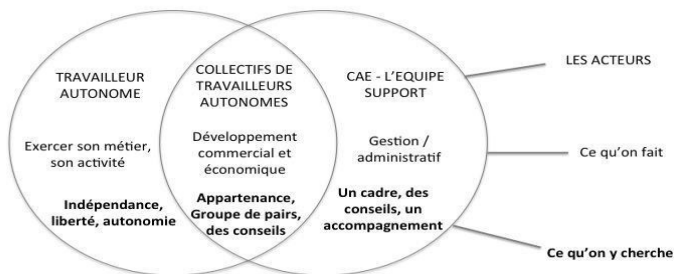 TRAVAILLEUR
AUTONOME
Exercer son métier,
son activité
Indépendance,
liberté, autonomie
COLLECTIFS DE
TRAVAILLEURS
AUTONOMES
Développement
commercial et
économique
Appartenance,
Groupe de pairs,
des conseils
CAE - L'EQUIPE
SUPPORT
Gestion /
administratif
Un cadre, des
conseils, un
accompagnement
LES ACTEURS
Ce qu'on fait
Ce qu'on y cherche